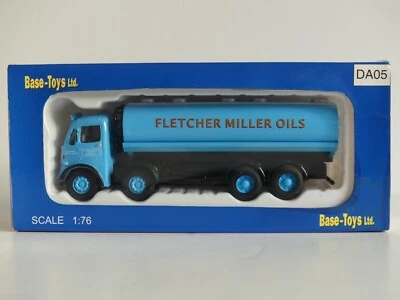 Base-Toys Ltd.
DA05
FLETCHER MILLER OILS
SCALE 1:76
Base-Toys Ltd.